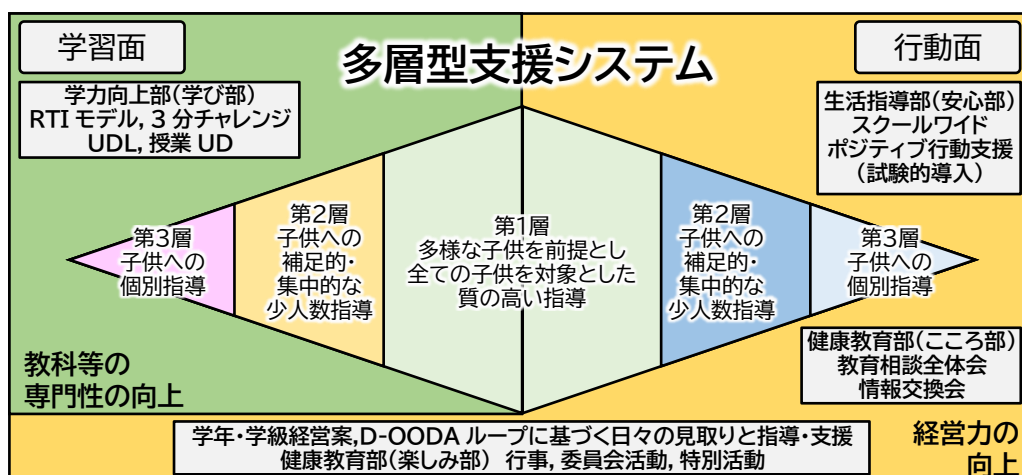 学習面
多層型支援システム
行動面
学力向上部(学び部)
RTI モデル, 3 分チャレンジ
UDL, 授業 UD
生活指導部(安心部)
スクールワイド
ポジティブ行動支援
(試験的導入)
第3層
子供への
個別指導
第2層
子供への
補足的・
集中的な
少人数指導
第1層
多様な子供を前提とし
全ての子供を対象とした
質の高い指導
第2層
子供への
補足的・
集中的な
少人数指導
第3層
子供への
個別指導
教科等の
専門性の向上
健康教育部(こころ部)
教育相談全体会
情報交換会
学年・学級経営案,D-OODA ループに基づく日々の見取りと指導・支援
健康教育部(楽しみ部) 行事, 委員会活動, 特別活動
経営力の
向上